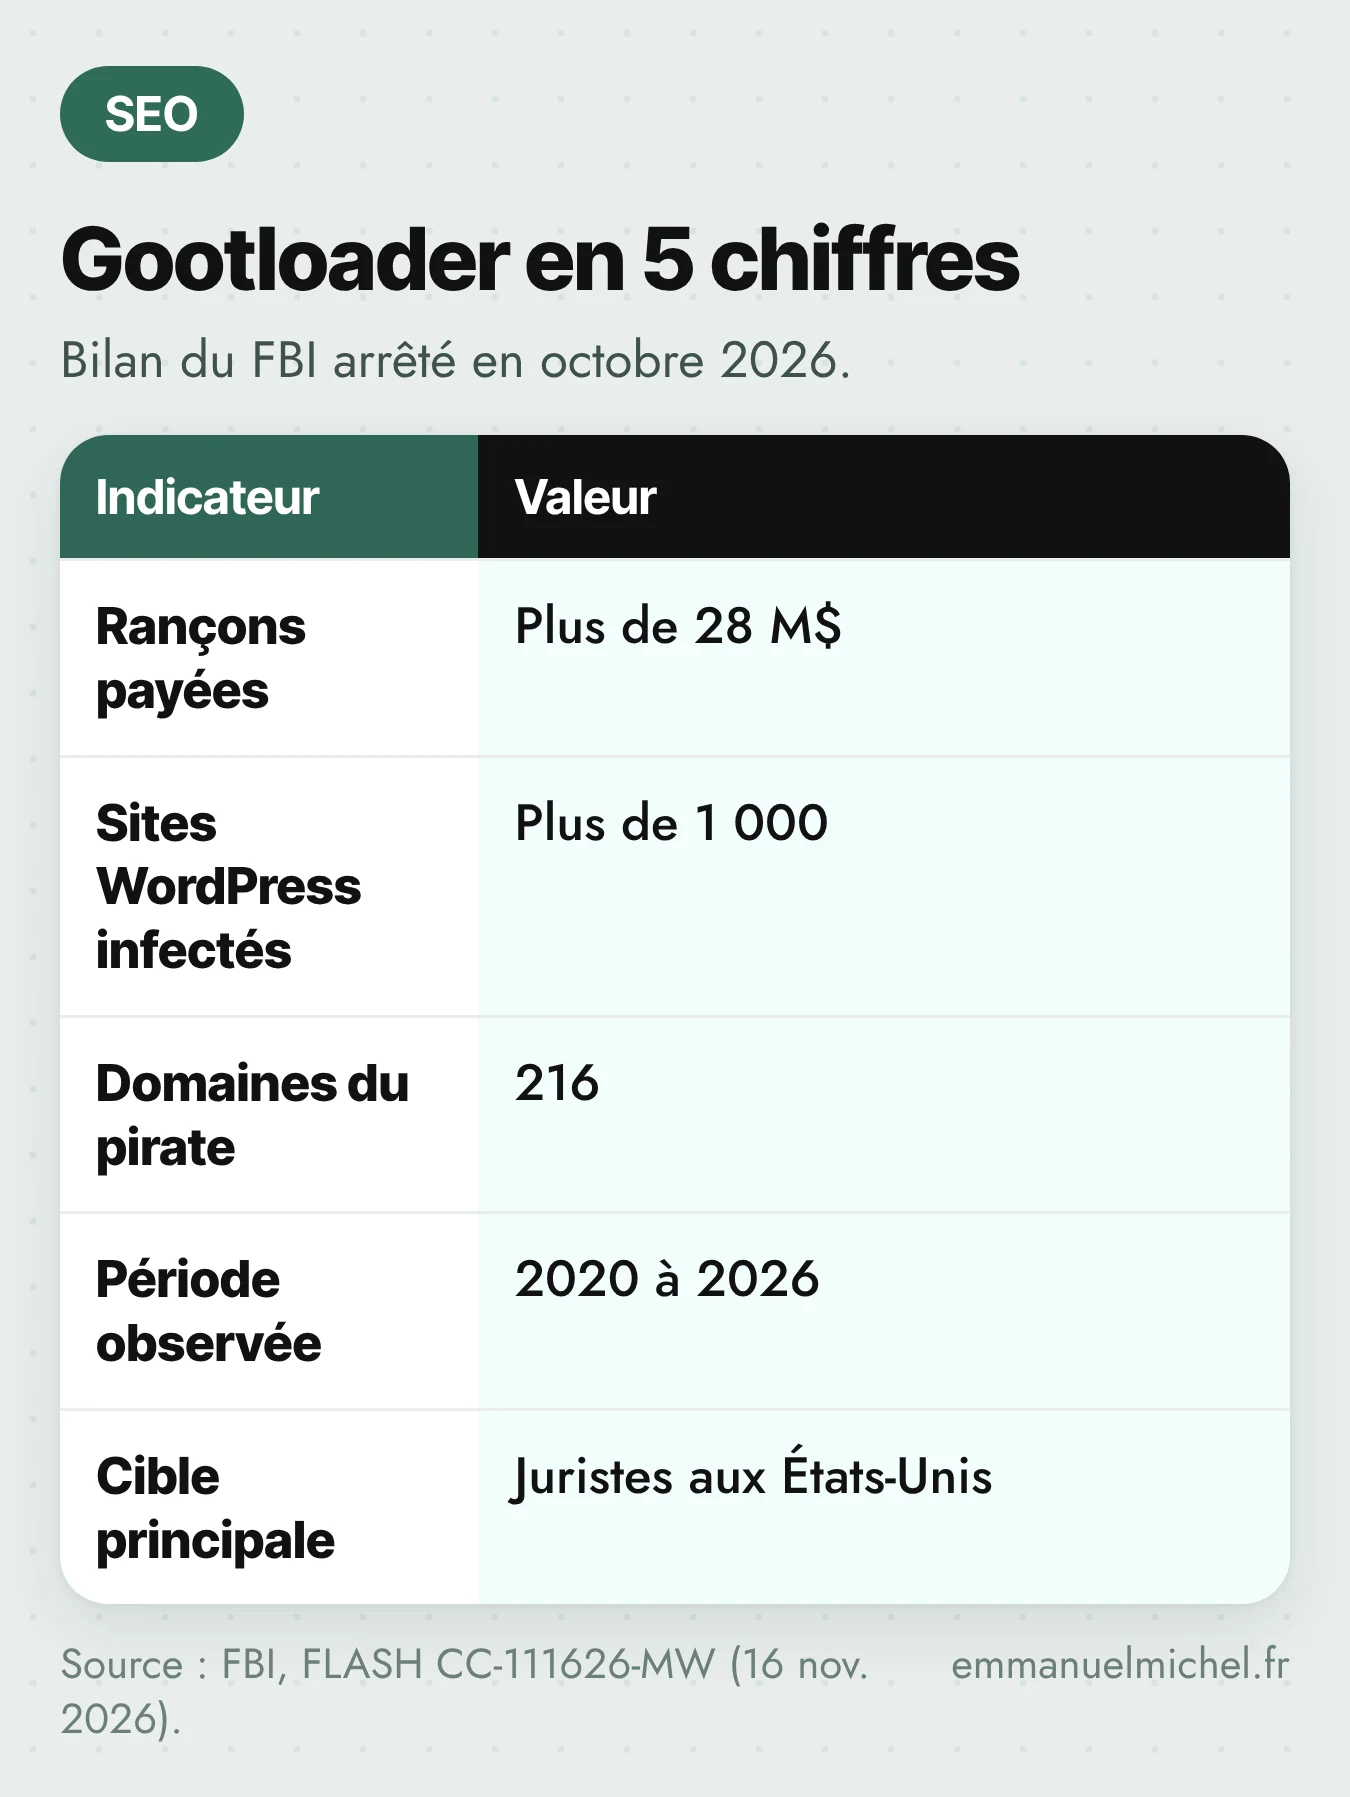 SEO
Gootloader en 5 chiffres
Bilan du FBI arrêté en octobre 2026.
Indicateur
Valeur
Rançons
payées
Plus de 28 M$
Sites
WordPress
infectés
Plus de 1 000
Domaines du
pirate
216
Période
observée
2020 à 2026
Cible
principale
Juristes aux États-Unis
Source : FBI, FLASH CC-111626-MW (16 nov.
2026).
emmanuelmichel.fr